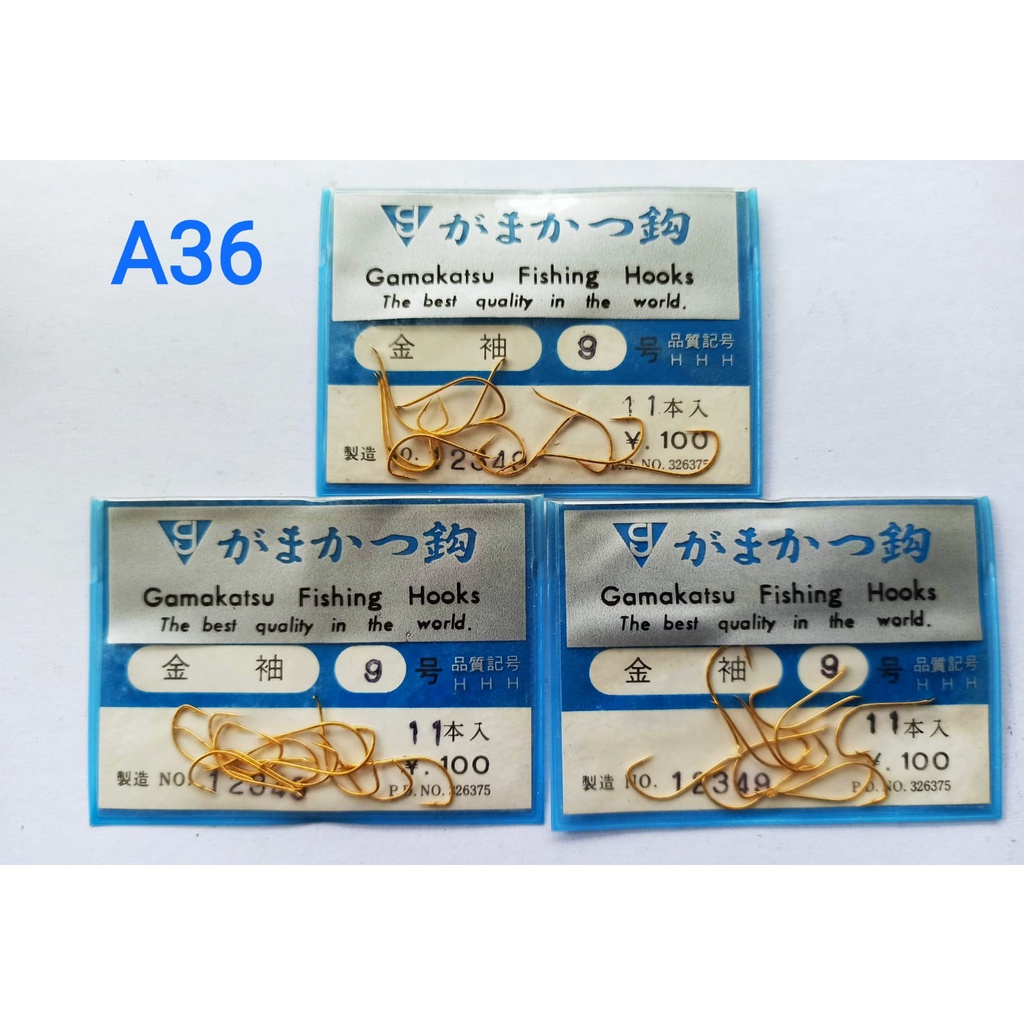 A36
がまかつ鈎
Gamakatsu Fishing Hooks
The best quality in the world.
金 袖 9 号 品質記号
H H H
11本入
¥.100
製造 NO. 12349
P.D. NO. 326375
がまかつ鈎
Gamakatsu Fishing Hooks
The best quality in the world.
金 袖 9 号 品質記号
H H H
11本入
¥.100
製造 NO. 12349
P.D. NO. 326375
がまかつ鈎
Gamakatsu Fishing Hooks
The best quality in the world.
金 袖 9 号 品質記号
H H H
11本入
¥.100
製造 NO. 12349
P.D. NO. 326375